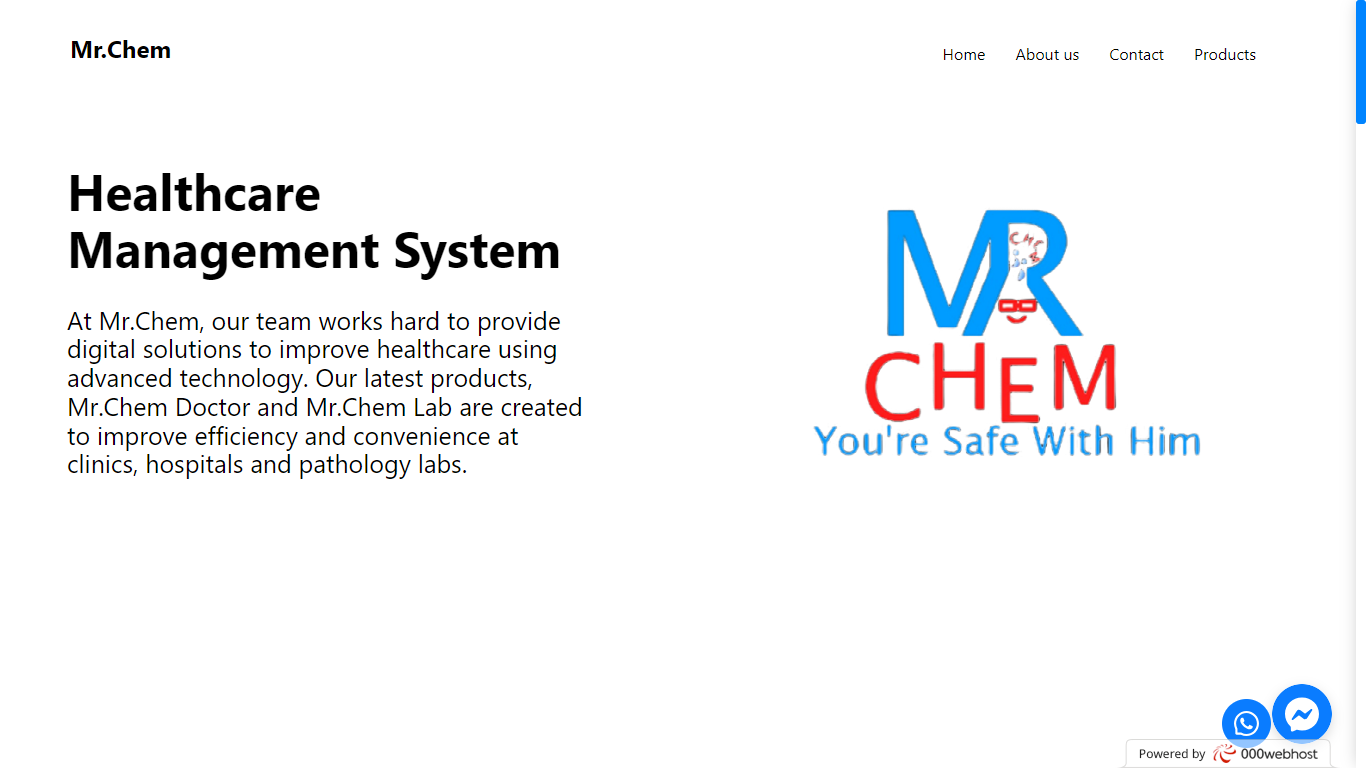 Mr.Chem
Home
About us
Contact
Products
Healthcare
Management System
At Mr.Chem, our team works hard to provide
digital solutions to improve healthcare using
advanced technology. Our latest products,
Mr.Chem Doctor and Mr.Chem Lab are created
to improve efficiency and convenience at
clinics, hospitals and pathology labs.
MR
CHEM
CHEM
You're Safe With Him
Powered by 000webhost